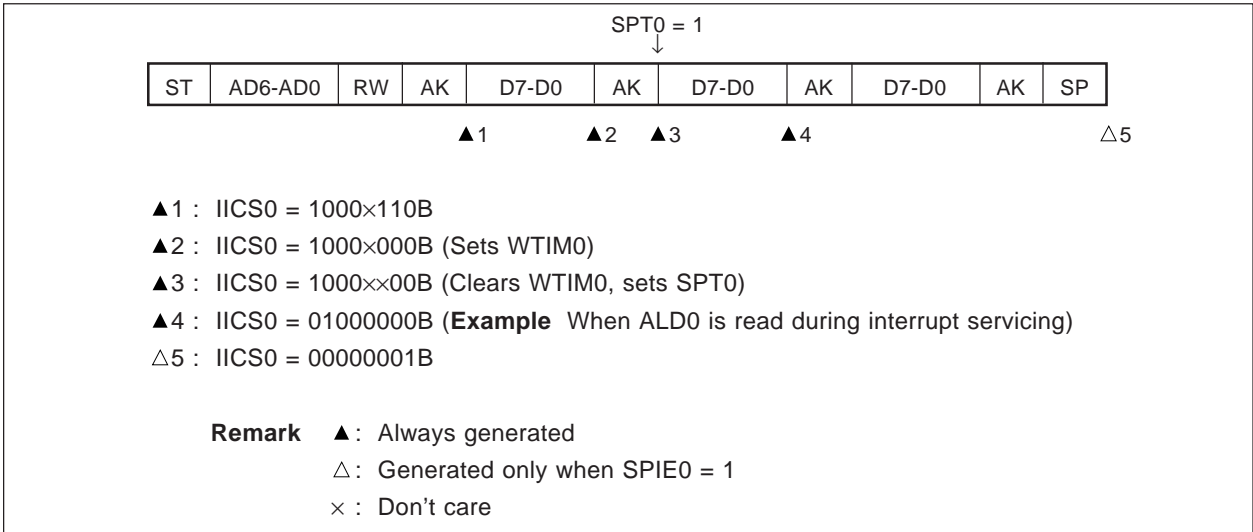 SPT0 = 1
↓
ST AD6-AD0 RW AK D7-D0 AK D7-D0 AK D7-D0 AK SP
▲1 ▲2 ▲3 ▲4 △5
▲1 : IICS0 = 1000×110B
▲2 : IICS0 = 1000×000B (Sets WTIM0)
▲3 : IICS0 = 1000××00B (Clears WTIM0, sets SPT0)
▲4 : IICS0 = 01000000B (Example When ALD0 is read during interrupt servicing)
△5 : IICS0 = 00000001B
Remark ▲: Always generated
△: Generated only when SPIE0 = 1
× : Don't care